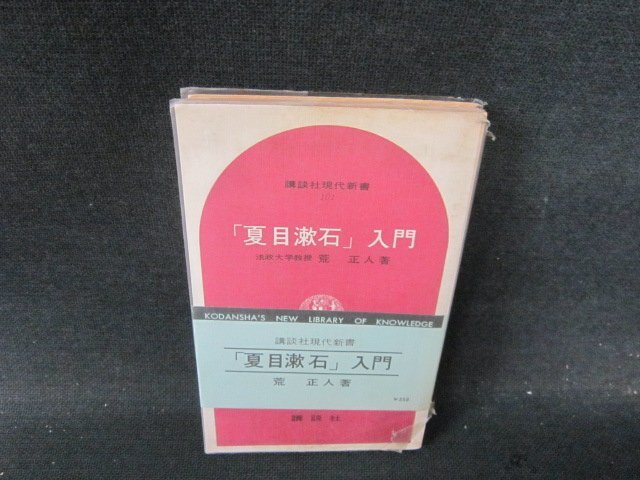 講談社現代新書
「夏目漱石」入門
法政大学教授 荒 正人著
KODANSHA'S NEW LIBRARY OF KNOWLEDGE
講談社現代新書
「夏目漱石」入門
荒 正人著
講談社